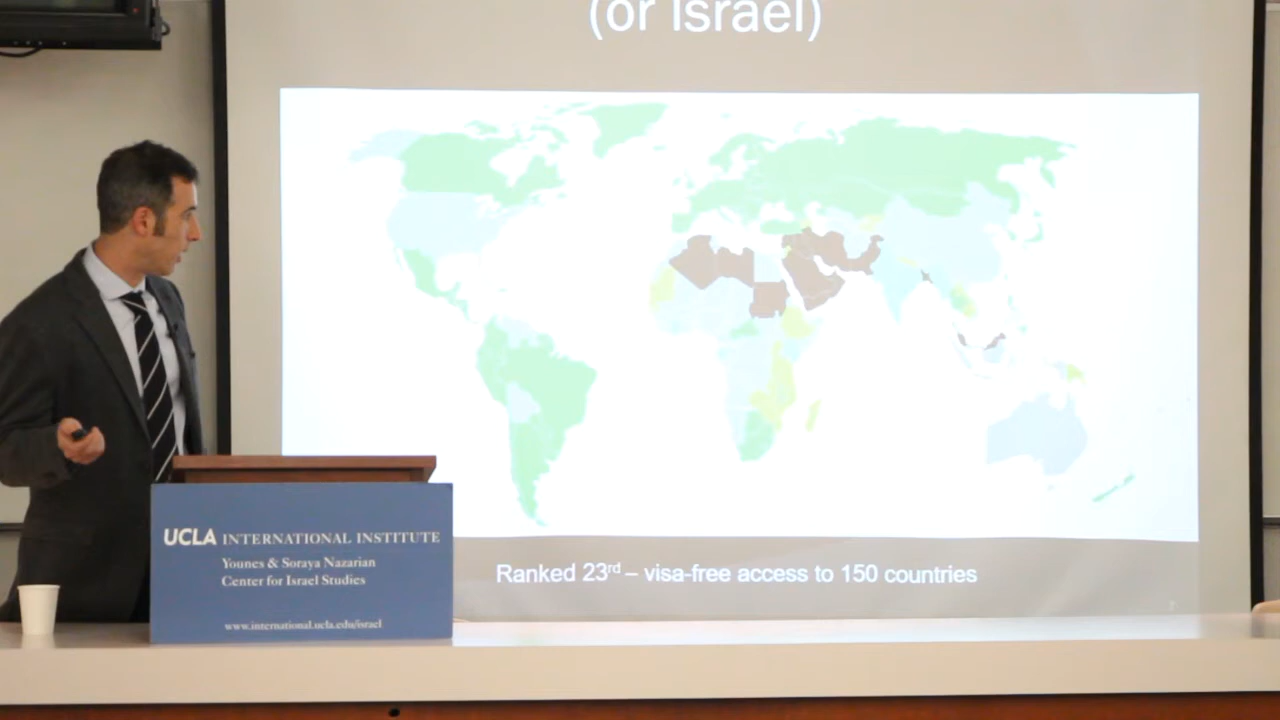 (or Israel)
Ranked 23rd – visa-free access to 150 countries
UCLA INTERNATIONAL INSTITUTE
Younes & Soraya Nazarian
Center for Israel Studies
www.international.ucla.edu/israel